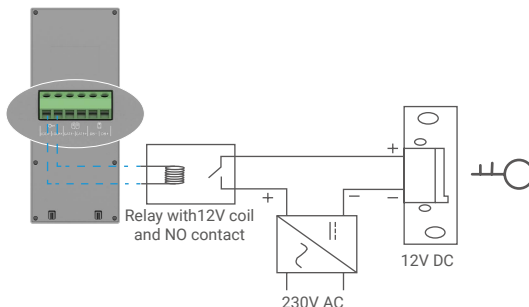 Relay with12V coil
and NO contact
+
+
−
−
12V DC
230V AC